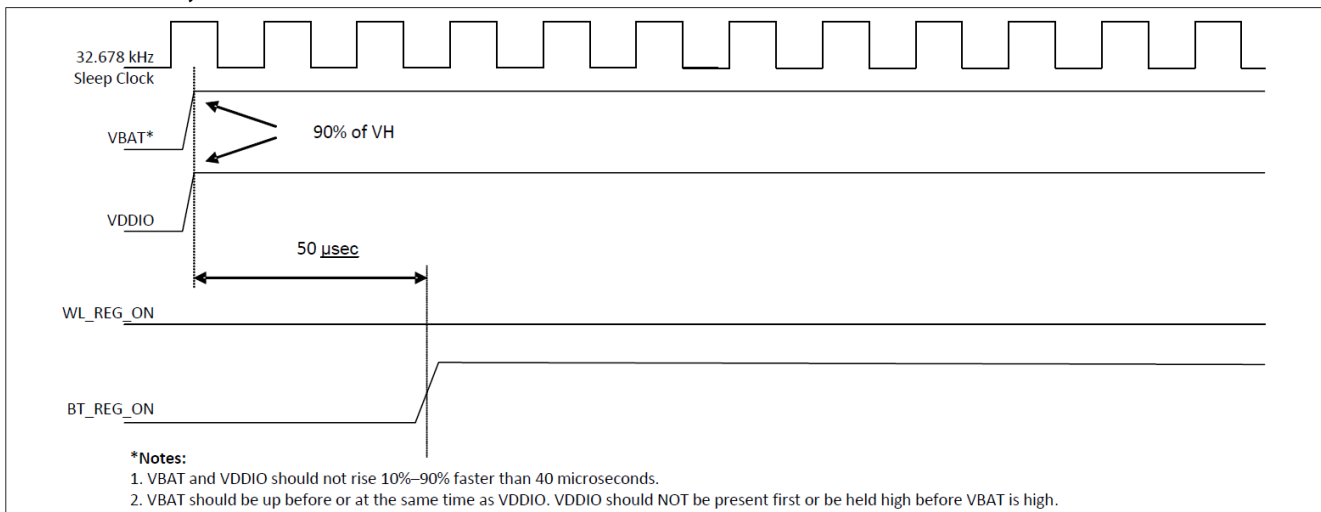 32.678 kHz
Sleep Clock
90% of VH
VBAT*
VDDIO
50 µsec
WL_REG_ON
BT_REG_ON
*Notes:
1. VBAT and VDDIO should not rise 10%–90% faster than 40 microseconds.
2. VBAT should be up before or at the same time as VDDIO. VDDIO should NOT be present first or be held high before VBAT is high.